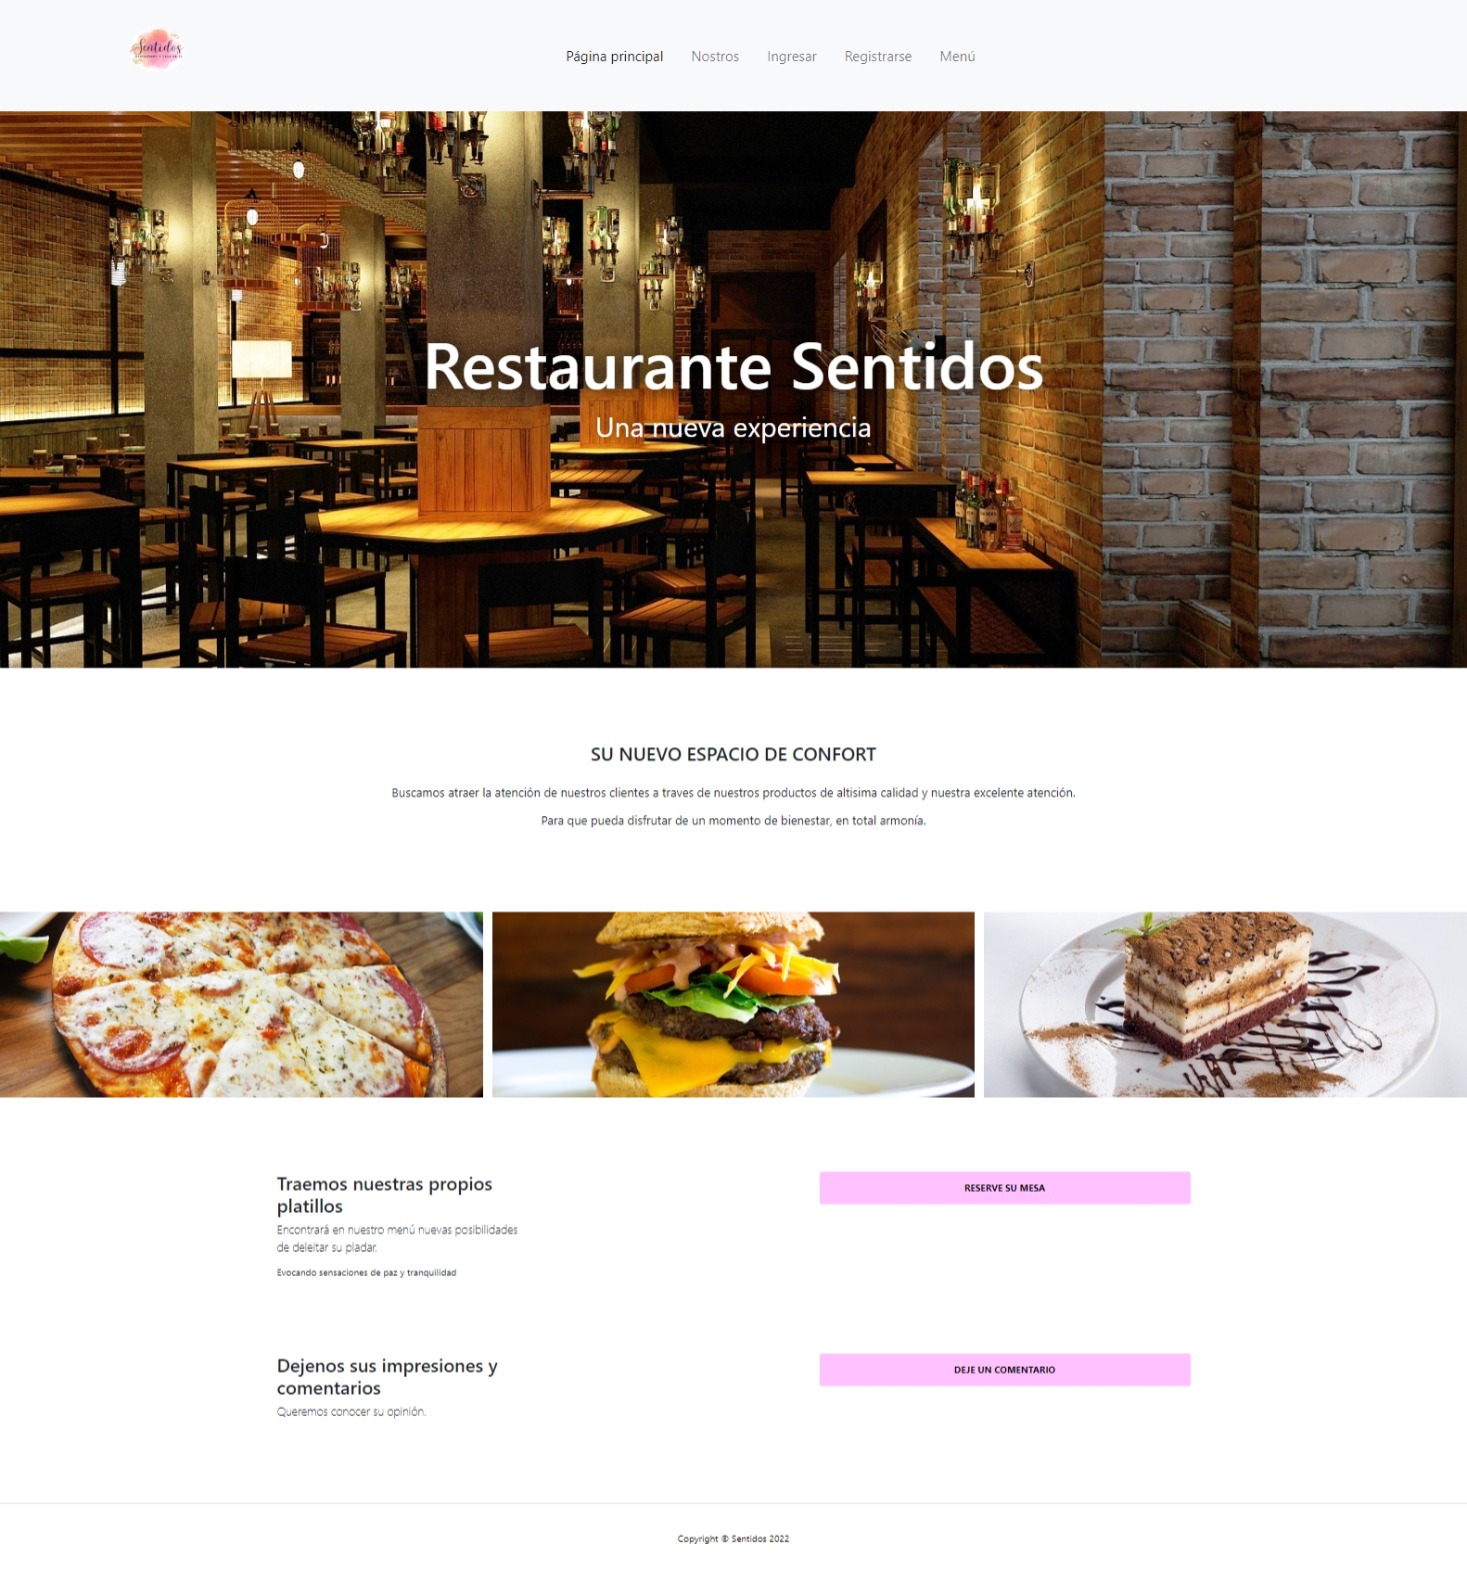 Sentidos
Página principal
Nostros
Ingresar
Registrarse
Menú
Restaurante Sentidos
Una nueva experiencia
SU NUEVO ESPACIO DE CONFORT
Buscamos atraer la atención de nuestros clientes a traves de nuestros productos de altisima calidad y nuestra excelente atención.
Para que pueda disfrutar de un momento de bienestar, en total armonía.
Traemos nuestras propios
platillos
Encontrará en nuestro menú nuevas posibilidades
de deleitar su pladar.
Evocando sensaciones de paz y tranquilidad
RESERVE SU MESA
Dejenos sus impresiones y
comentarios
Queremos conocer su opinión.
DEJE UN COMENTARIO
Copyright © Sentidos 2022